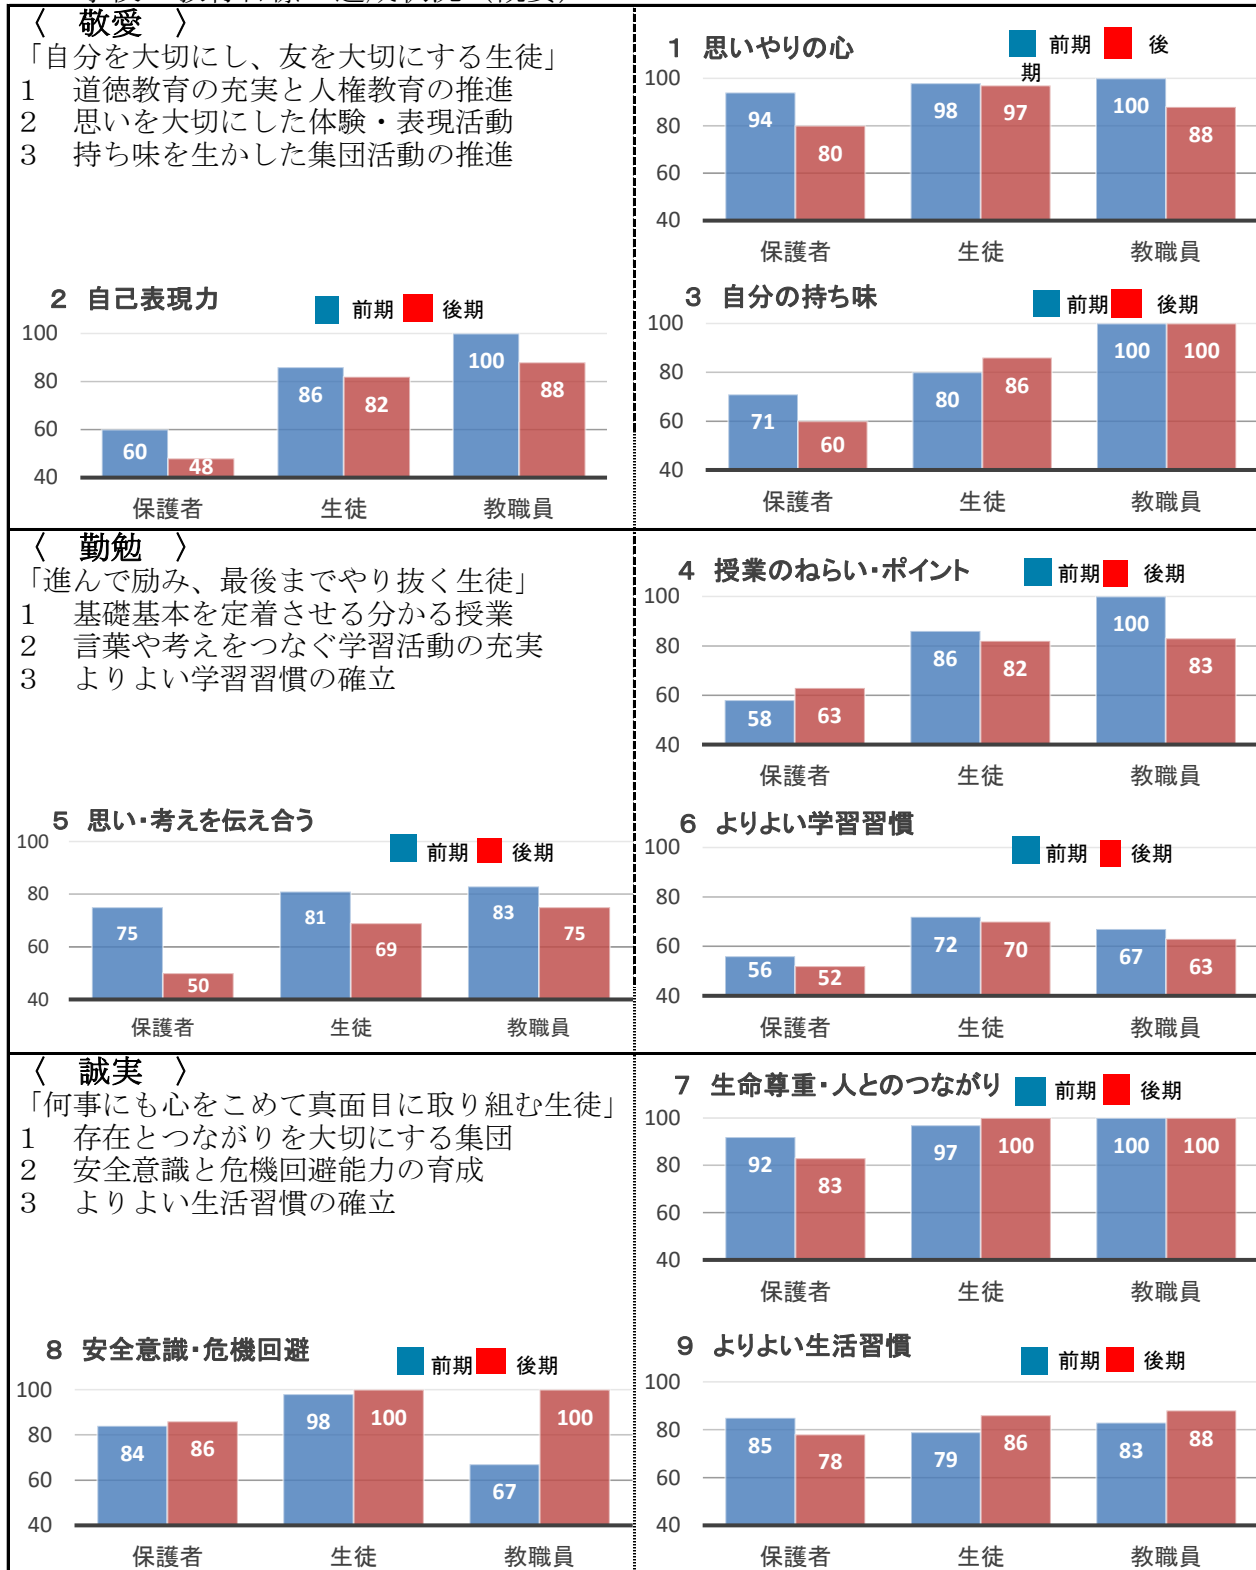 〈　敬愛　〉
「自分を大切にし、友を大切にする生徒」
1　道徳教育の充実と人権教育の推進
2　思いを大切にした体験・表現活動
3　持ち味を生かした集団活動の推進
1 思いやりの心
前期 後
期
100
80
60
40
94
80
98
97
100
88
保護者 生徒 教職員
2 自己表現力
前期 後期
100
80
60
40
60
48
86
82
100
88
保護者 生徒 教職員
3 自分の持ち味
前期 後期
100
80
60
40
71
60
80
86
100
100
保護者 生徒 教職員
〈　勤勉　〉
「進んで励み、最後までやり抜く生徒」
1　基礎基本を定着させる分かる授業
2　言葉や考えをつなぐ学習活動の充実
3　よりよい学習習慣の確立
4 授業のねらい・ポイント
前期 後期
100
80
60
40
58
63
86
82
100
83
保護者 生徒 教職員
5 思い・考えを伝え合う
前期 後期
100
80
60
40
75
50
81
69
83
75
保護者 生徒 教職員
6 よりよい学習習慣
前期 後期
100
80
60
40
56
52
72
70
67
63
保護者 生徒 教職員
〈　誠実　〉
「何事にも心をこめて真面目に取り組む生徒」
1　存在とつながりを大切にする集団
2　安全意識と危機回避能力の育成
3　よりよい生活習慣の確立
7 生命尊重・人とのつながり
前期 後期
100
80
60
40
92
83
97
100
100
100
保護者 生徒 教職員
8 安全意識・危機回避
前期 後期
100
80
60
40
84
86
98
100
67
100
保護者 生徒 教職員
9 よりよい生活習慣
前期 後期
100
80
60
40
85
78
79
86
83
88
保護者 生徒 教職員